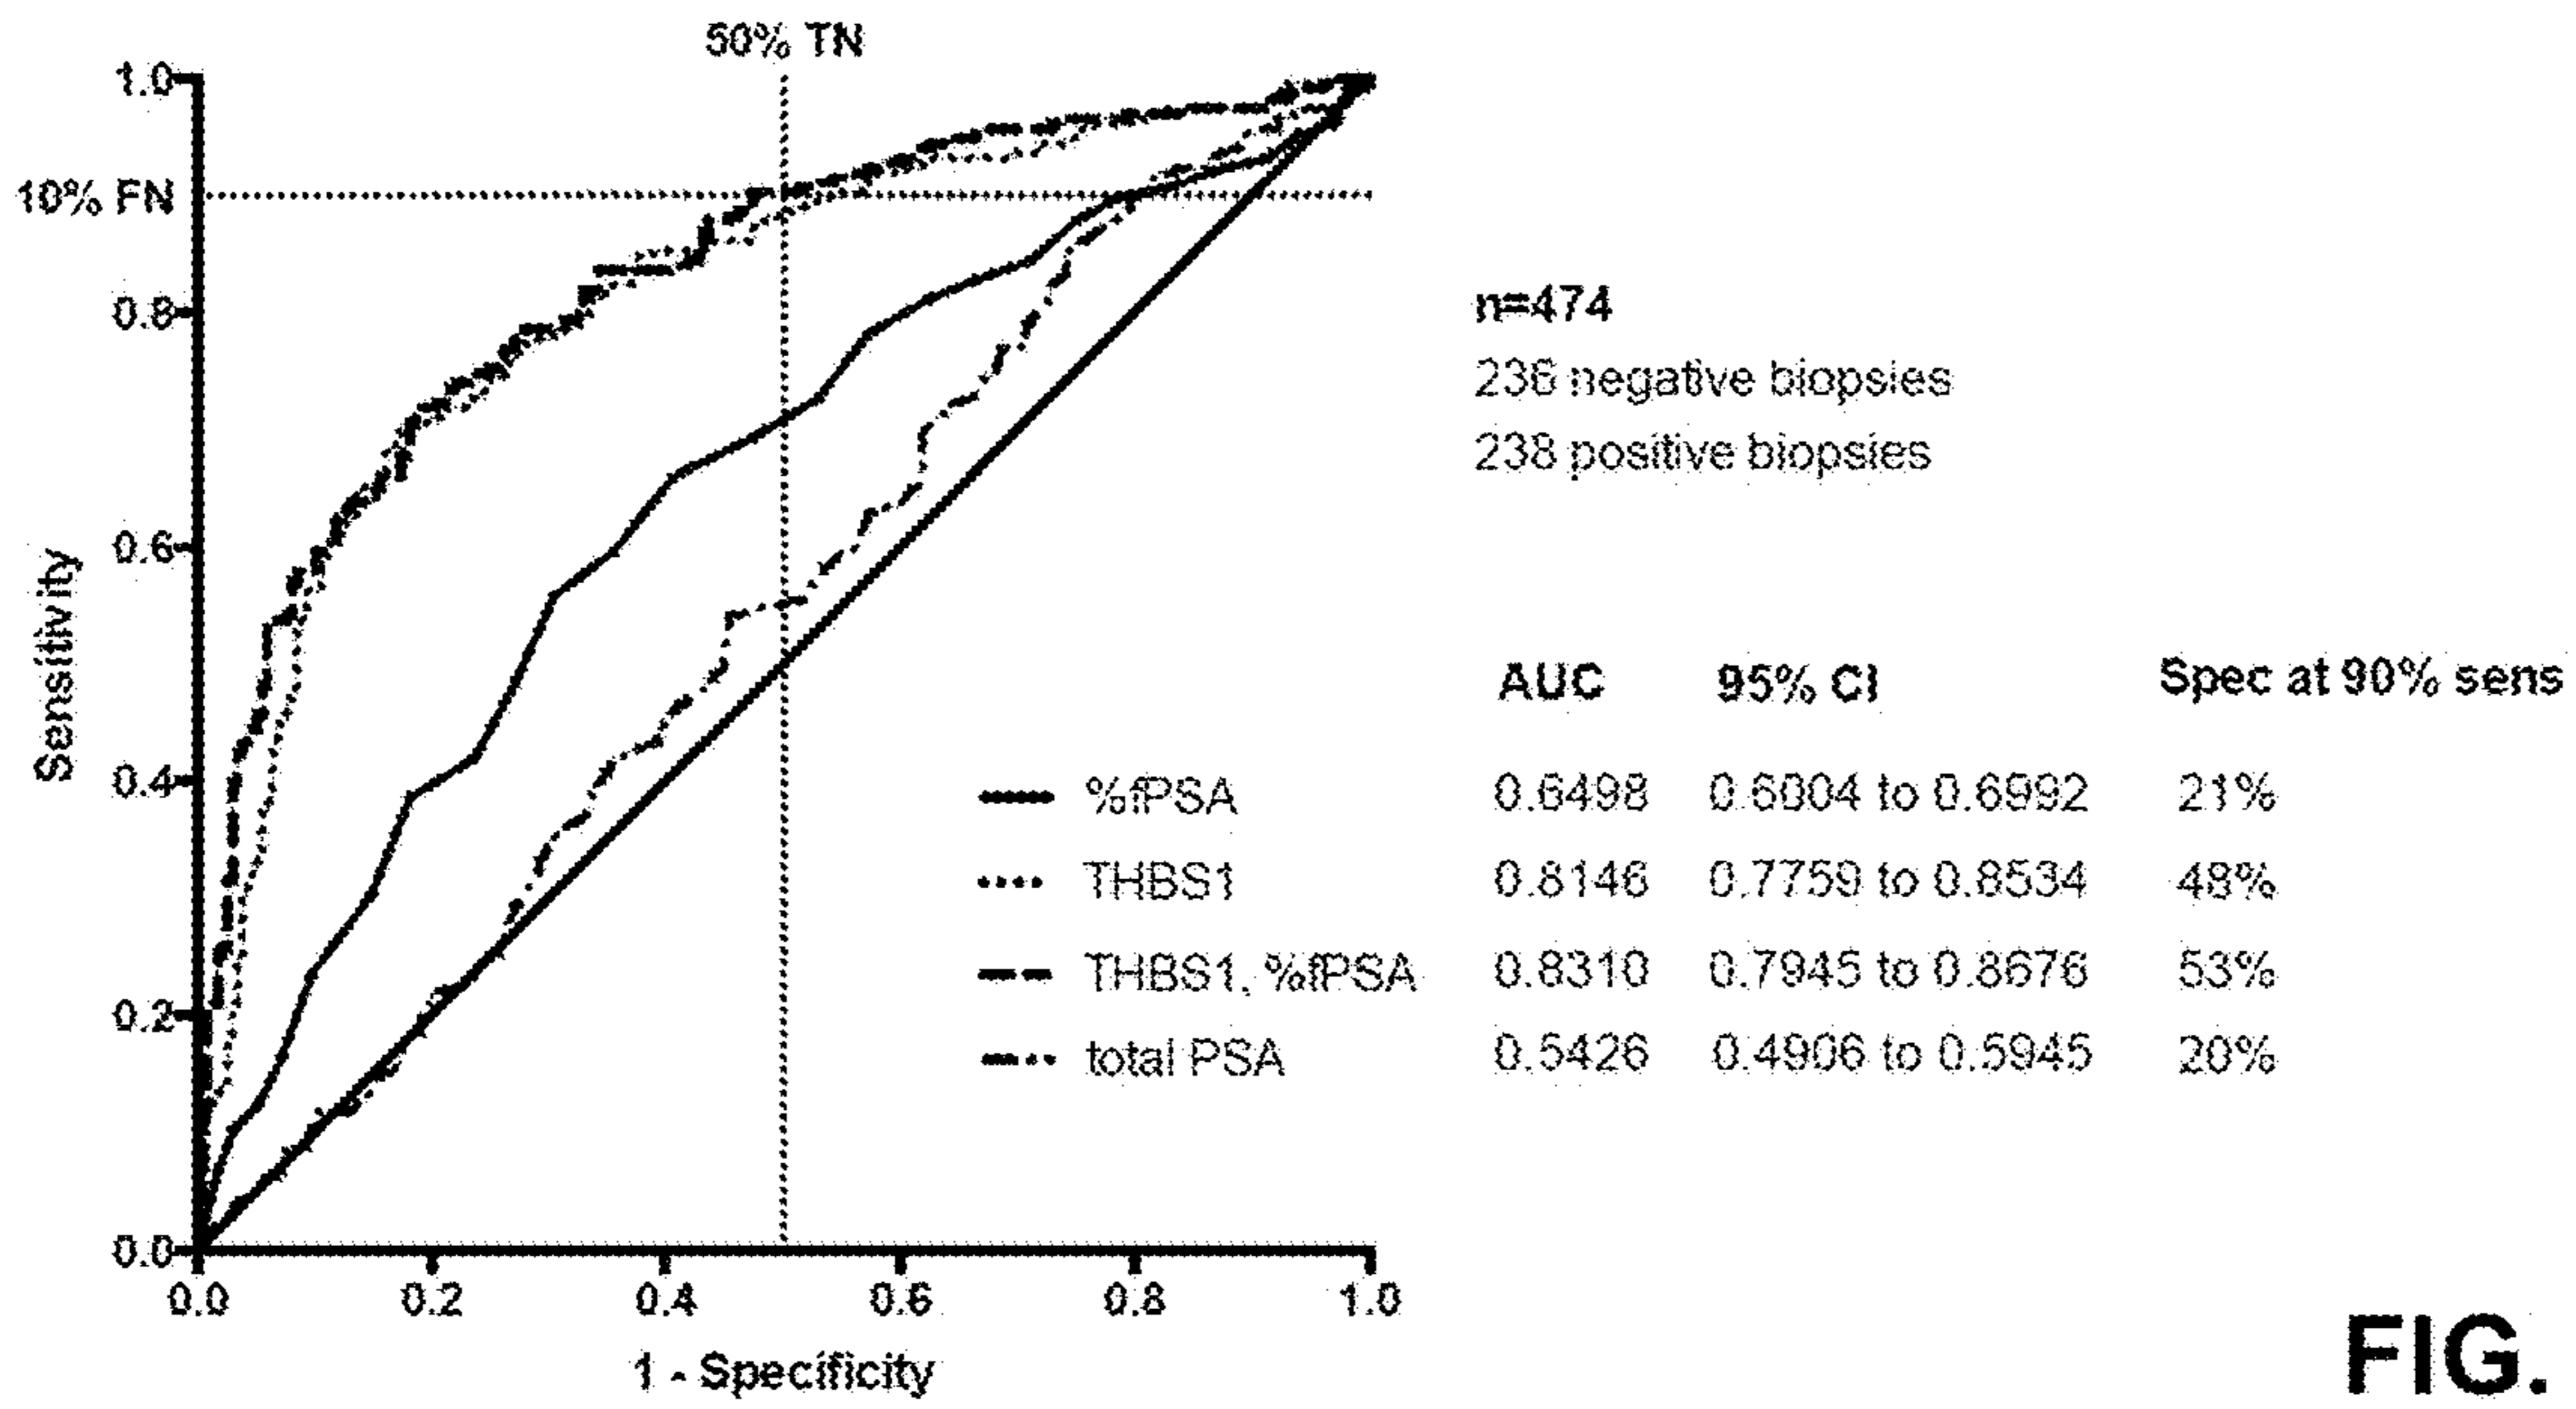 50% TN
1.0
10% FN
0.8
0.6
0.4
0.2
0.0
Sensitivity
0.0 0.2 0.4 0.6 0.8 1.0
1 - Specificity
n=474
236 negative biopsies
238 positive biopsies
AUC 95% CI Spec at 90% sens
%fPSA 0.6498 0.6004 to 0.6992 21%
THBS1 0.8146 0.7759 to 0.8534 48%
THBS1, %fPSA 0.8310 0.7945 to 0.8676 53%
total PSA 0.5426 0.4906 to 0.5945 20%
FIG.